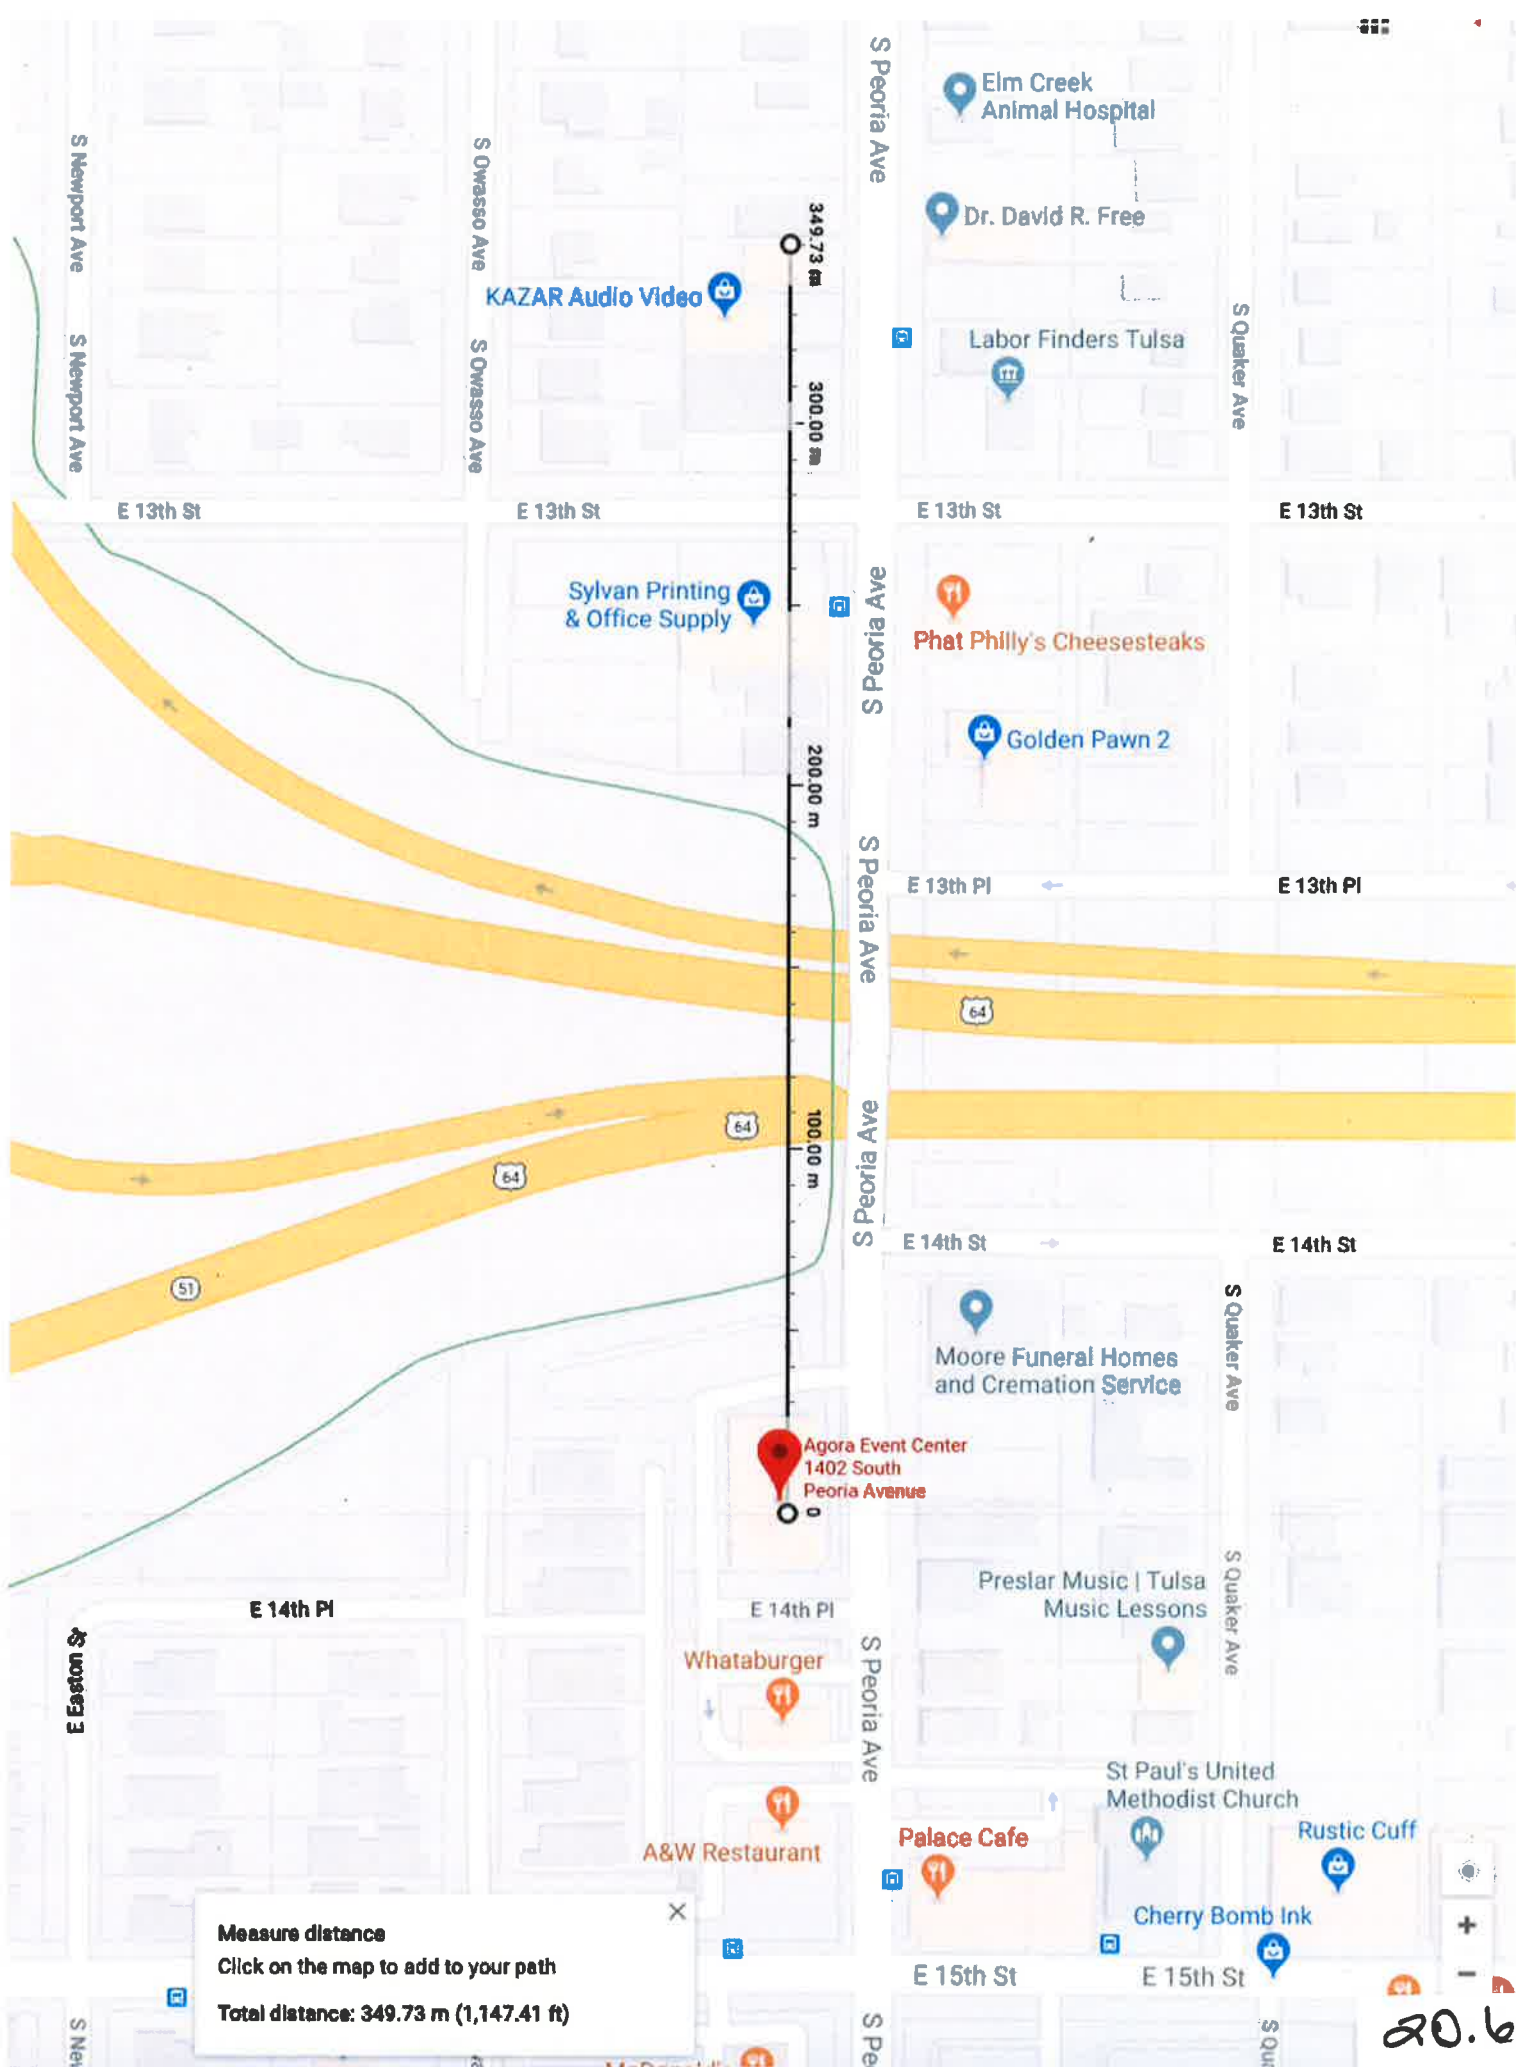 S Peoria Ave
Elm Creek
Animal Hospital
S Newport Ave
S Owasso Ave
349.73 m
Dr. David R. Free
KAZAR Audio Video
Labor Finders Tulsa
S Quaker Ave
S Newport Ave
S Owasso Ave
300.00 m
E 13th St
E 13th St
E 13th St
E 13th St
Sylvan Printing
& Office Supply
S Peoria Ave
Phat Philly's Cheesesteaks
Golden Pawn 2
200.00 m
S Peoria Ave
E 13th Pl
E 13th Pl
64
64
100.00 m
S Peoria Ave
64
E 14th St
E 14th St
51
S Quaker Ave
Moore Funeral Homes
and Cremation Service
Agora Event Center
1402 South
Peoria Avenue
0
Preslar Music | Tulsa
Music Lessons
S Quaker Ave
E 14th Pl
E 14th Pl
E Easton St
Whataburger
S Peoria Ave
St Paul's United
Methodist Church
Rustic Cuff
Palace Cafe
A&W Restaurant
Cherry Bomb Ink
Measure distance
Click on the map to add to your path
Total distance: 349.73 m (1,147.41 ft)
E 15th St
E 15th St
S New
S Pe
S Qua
20.6